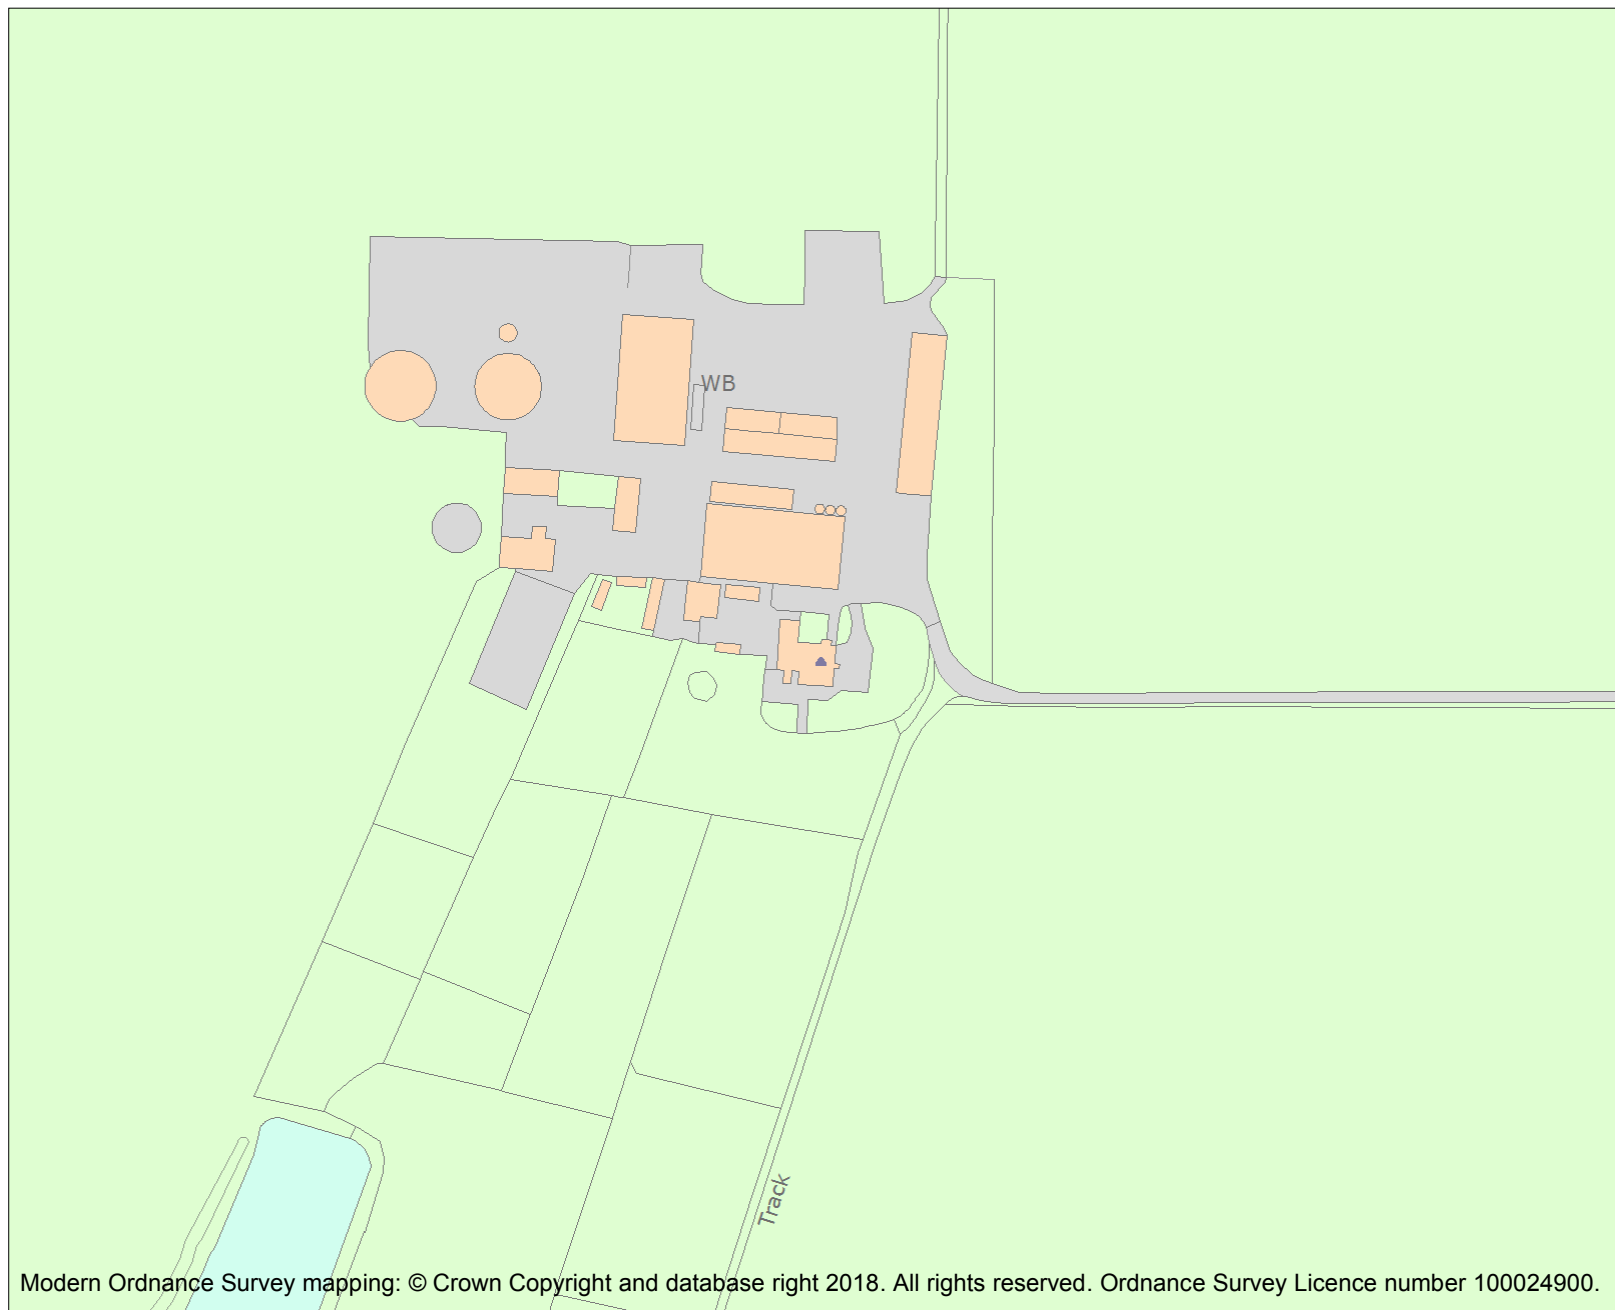 WB
Track
Modern Ordnance Survey mapping: © Crown Copyright and database right 2018. All rights reserved. Ordnance Survey Licence number 100024900.